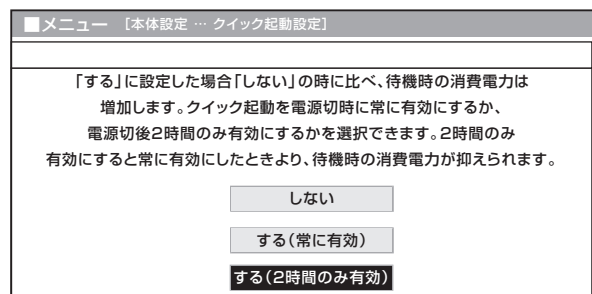 ■メニュー [本体設定 … クイック起動設定]
「する」に設定した場合「しない」の時に比べ、待機時の消費電力は
増加します。クイック起動を電源切時に常に有効にするか、
電源切後2時間のみ有効にするかを選択できます。2時間のみ
有効にすると常に有効にしたときより、待機時の消費電力が抑えられます。
しない
する(常に有効)
する(2時間のみ有効)